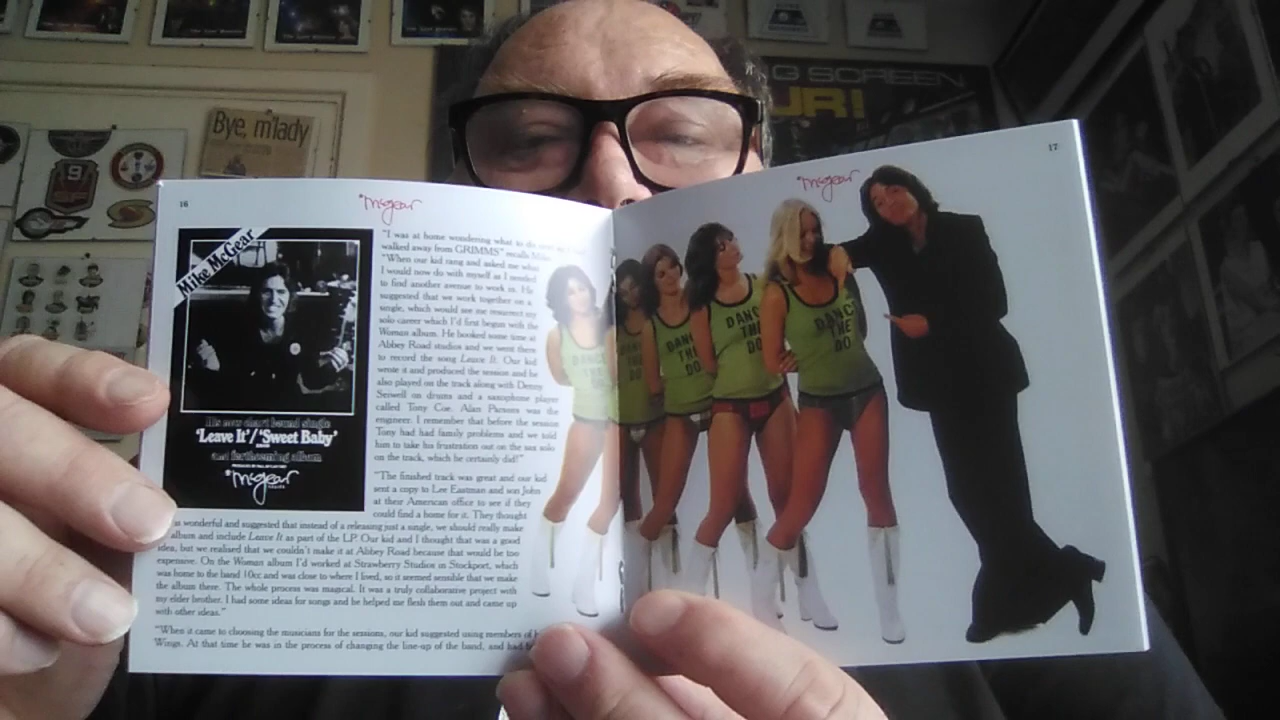 Bye, m'lady
G SCREEN
UR!
9
16
McGear
Mike McGear
His new chart bound single
'Leave It'/'Sweet Baby'
and forthcoming album
PRODUCED BY PAUL McCARTNEY
McGear
"I was at home wondering what to do
walked away from GRIMMS" recalls Mike.
"When our kid rang and asked me what
I would now do with myself as I needed
to find another avenue to work in. He
suggested that we work together on a
single, which would see me resurrect my
solo career which I'd first begun with the
Woman album. He booked some time at
Abbey Road studios and we went there
to record the song Leave It. Our kid
wrote it and produced the session and he
also played on the track along with Denny
Seiwell on drums and a saxophone player
called Tony Coe. Alan Parsons was the
engineer. I remember that before the session
Tony had had family problems and we told
him to take his frustration out on the sax solo
on the track, which he certainly did!"
"The finished track was great and our kid
sent a copy to Lee Eastman and son John
at their American office to see if they
could find a home for it. They thought
was wonderful and suggested that instead of a releasing just a single, we should really make
album and include Leave It as part of the LP. Our kid and I thought that was a good
idea, but we realised that we couldn't make it at Abbey Road because that would be too
expensive. On the Woman album I'd worked at Strawberry Studios in Stockport, which
was home to the band 10cc and was close to where I lived, so it seemed sensible that we make
the album there. The whole process was magical. It was a truly collaborative project with
my elder brother. I had some ideas for songs and he helped me flesh them out and came up
with other ideas."
"When it came to choosing the musicians for the sessions, our kid suggested using members of
Wings. At that time he was in the process of changing the line-up of the band, and had
17
McGear
DANCE
THE
DO
DANC
THE
DO
DANC
THE
DO
DANCE
THE
DO